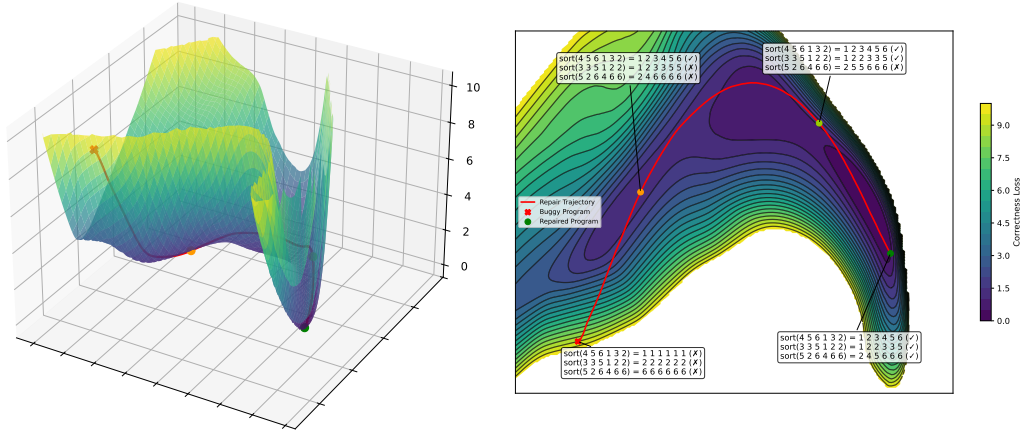 10
8
6
4
2
0
sort(4 5 6 1 3 2) = 1 2 3 4 5 6 (✓)
sort(3 3 5 1 2 2) = 1 2 3 3 5 5 (✗)
sort(5 2 6 4 6 6) = 2 4 6 6 6 6 (✗)
sort(4 5 6 1 3 2) = 1 2 3 4 5 6 (✓)
sort(3 3 5 1 2 2) = 1 2 2 3 3 5 (✓)
sort(5 2 6 4 6 6) = 2 5 5 6 6 6 (✗)
Repair Trajectory
Buggy Program
Repaired Program
sort(4 5 6 1 3 2) = 1 1 1 1 1 1 (✗)
sort(3 3 5 1 2 2) = 2 2 2 2 2 2 (✗)
sort(5 2 6 4 6 6) = 6 6 6 6 6 6 (✗)
sort(4 5 6 1 3 2) = 1 2 3 4 5 6 (✓)
sort(3 3 5 1 2 2) = 1 2 2 3 3 5 (✓)
sort(5 2 6 4 6 6) = 2 4 5 6 6 6 (✓)
9.0
7.5
6.0
4.5
3.0
1.5
0.0
Correctness Loss